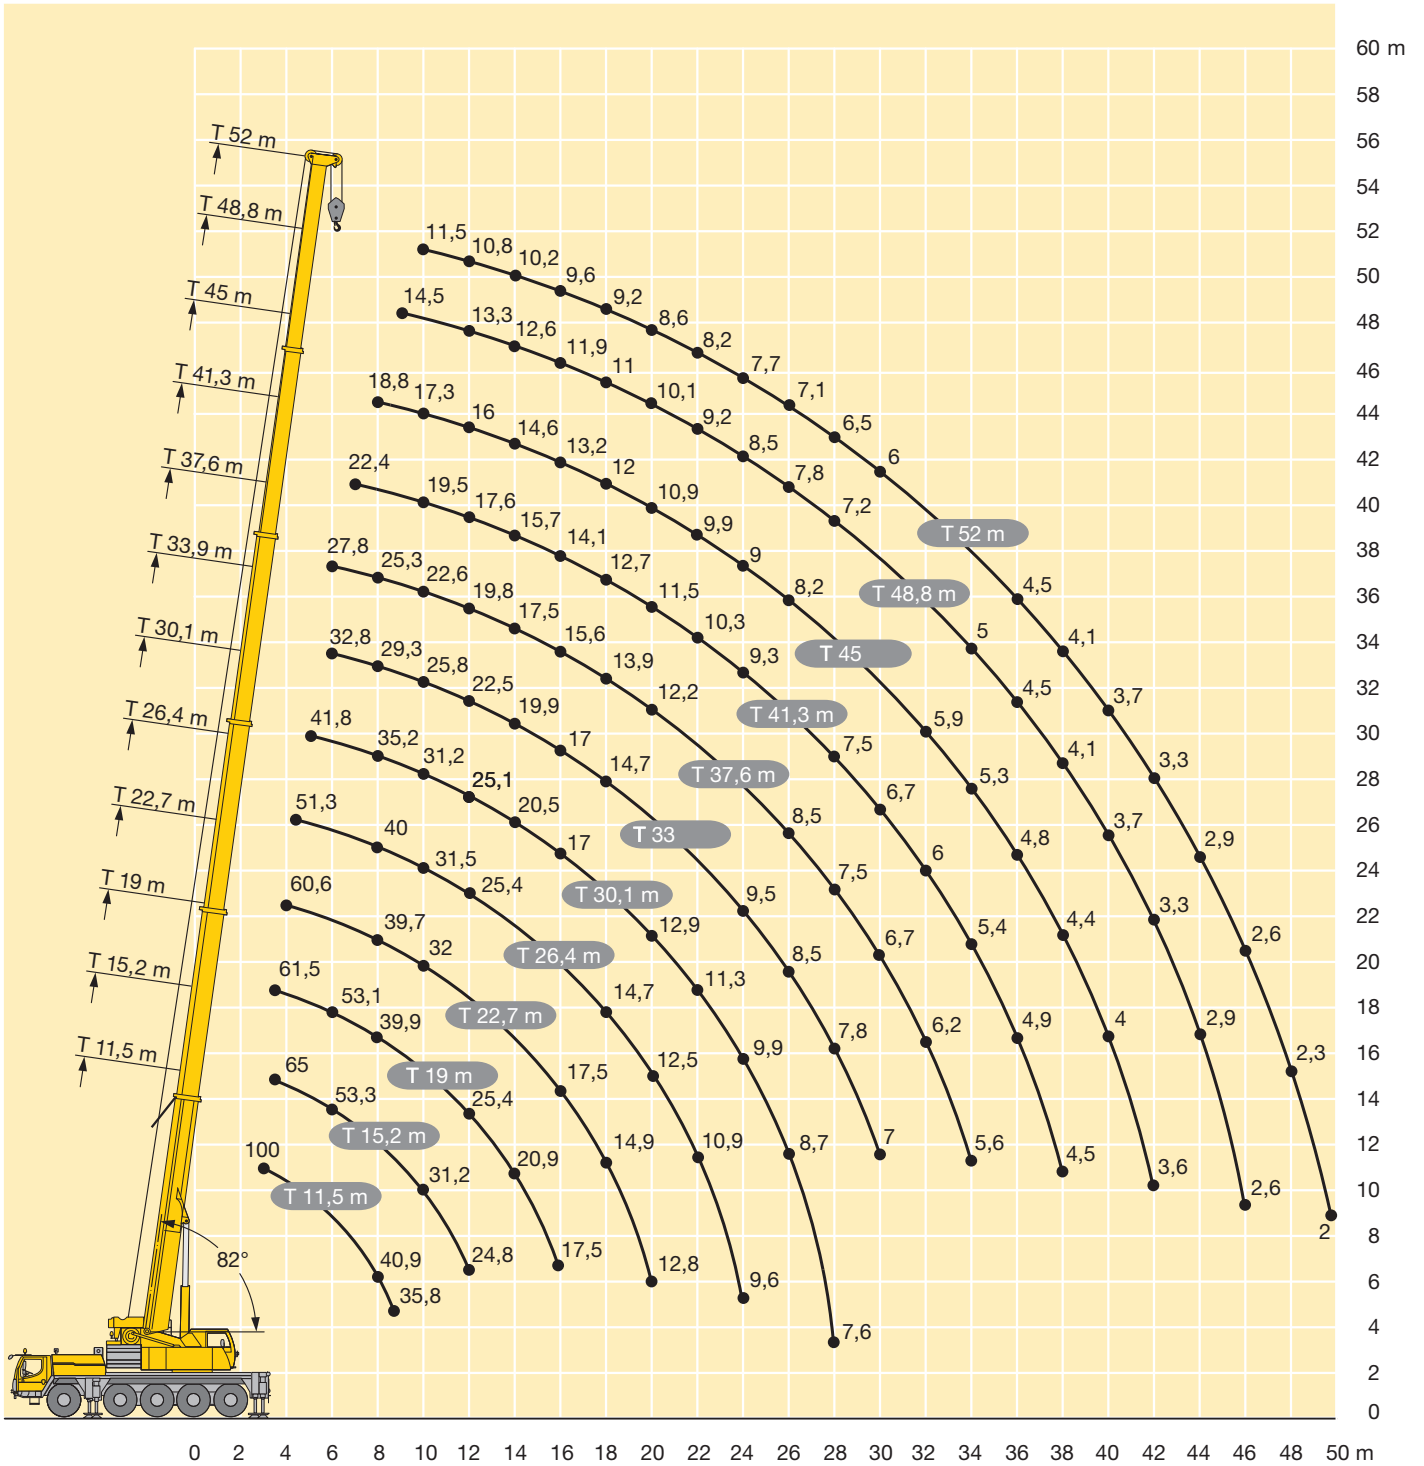 60 m
58
56
54
52
50
48
46
44
42
40
38
36
34
32
30
28
26
24
22
20
18
16
14
12
10
8
6
4
2
0
T 52 m
T 48,8 m
T 45 m
T 41,3 m
T 37,6 m
T 33,9 m
T 30,1 m
T 26,4 m
T 22,7 m
T 19 m
T 15,2 m
T 11,5 m
82°
11,5 10,8 10,2 9,6 9,2 8,6 8,2 7,7 7,1 6,5 6 T 52 m 4,5 4,1 3,7 3,3 2,9 2,6 2,3 2
14,5 13,3 12,6 11,9 11 10,1 9,2 8,5 7,8 7,2 T 48,8 m 5 4,5 4,1 3,7 3,3 2,9 2,6
18,8 17,3 16 14,6 13,2 12 10,9 9,9 9 8,2 T 45 5,9 5,3 4,8 4,4 4 3,6
22,4 19,5 17,6 15,7 14,1 12,7 11,5 10,3 9,3 T 41,3 m 7,5 6,7 6 5,4 4,9 4,5
27,8 25,3 22,6 19,8 17,5 15,6 13,9 12,2 T 37,6 m 8,5 7,5 6,7 6,2 5,6
32,8 29,3 25,8 22,5 19,9 17 14,7 T 33 9,5 8,5 7,8 7
41,8 35,2 31,2 25,1 20,5 17 T 30,1 m 12,9 11,3 9,9 8,7 7,6
51,3 40 31,5 25,4 T 26,4 m 14,7 12,5 10,9 9,6
60,6 39,7 32 T 22,7 m 17,5 14,9 12,8
61,5 53,1 39,9 T 19 m 25,4 20,9 17,5
65 53,3 T 15,2 m 31,2 24,8
100 T 11,5 m 40,9 35,8
0 2 4 6 8 10 12 14 16 18 20 22 24 26 28 30 32 34 36 38 40 42 44 46 48 50 m